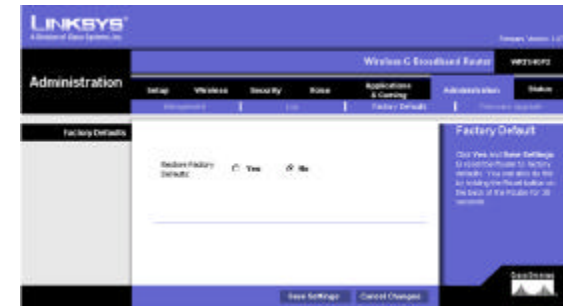 LINKSYS®
A Division of Cisco Systems, Inc.
Firmware Version: 1.0
Wireless-G Broadband Router
Administration
Setup Wireless Security Voice Applications & Gaming Administration Status
Management | Log | Factory Defaults | Firmware Upgrade
Factory Defaults
Restore Factory
Defaults:
Yes No
Factory Default
Click Yes and Save Settings
to reset the Router to factory
defaults. You can also do this
by holding the Reset button on
the back of the Router for 30
seconds
Save Settings Cancel Changes
Cisco Systems